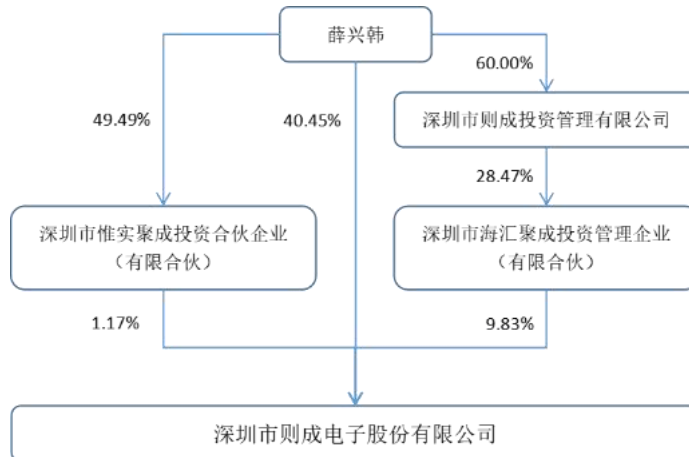 薛兴韩
60.00%
49.49%
40.45%
深圳市则成投资管理有限公司
28.47%
深圳市惟实聚成投资合伙企业
（有限合伙）
深圳市海汇聚成投资管理企业
（有限合伙）
1.17%
9.83%
深圳市则成电子股份有限公司